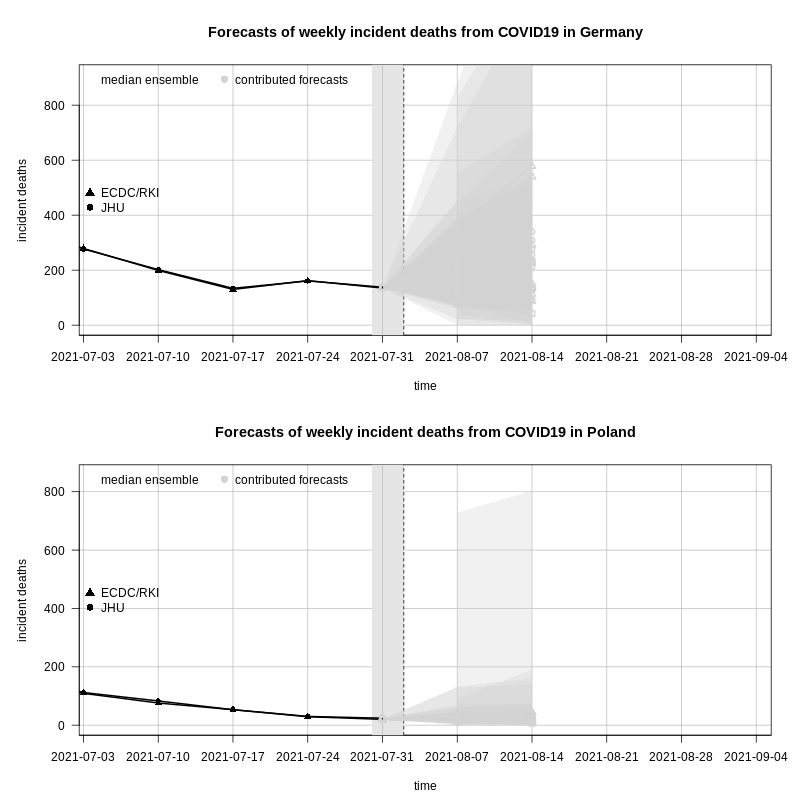 Forecasts of weekly incident deaths from COVID19 in Germany
median ensemble contributed forecasts
800
600
ECDC/RKI
JHU
400
200
0
incident deaths
2021-07-03 2021-07-10 2021-07-17 2021-07-24 2021-07-31 2021-08-07 2021-08-14 2021-08-21 2021-08-28 2021-09-04
time
Forecasts of weekly incident deaths from COVID19 in Poland
median ensemble contributed forecasts
800
600
ECDC/RKI
JHU
400
200
0
incident deaths
2021-07-03 2021-07-10 2021-07-17 2021-07-24 2021-07-31 2021-08-07 2021-08-14 2021-08-21 2021-08-28 2021-09-04
time